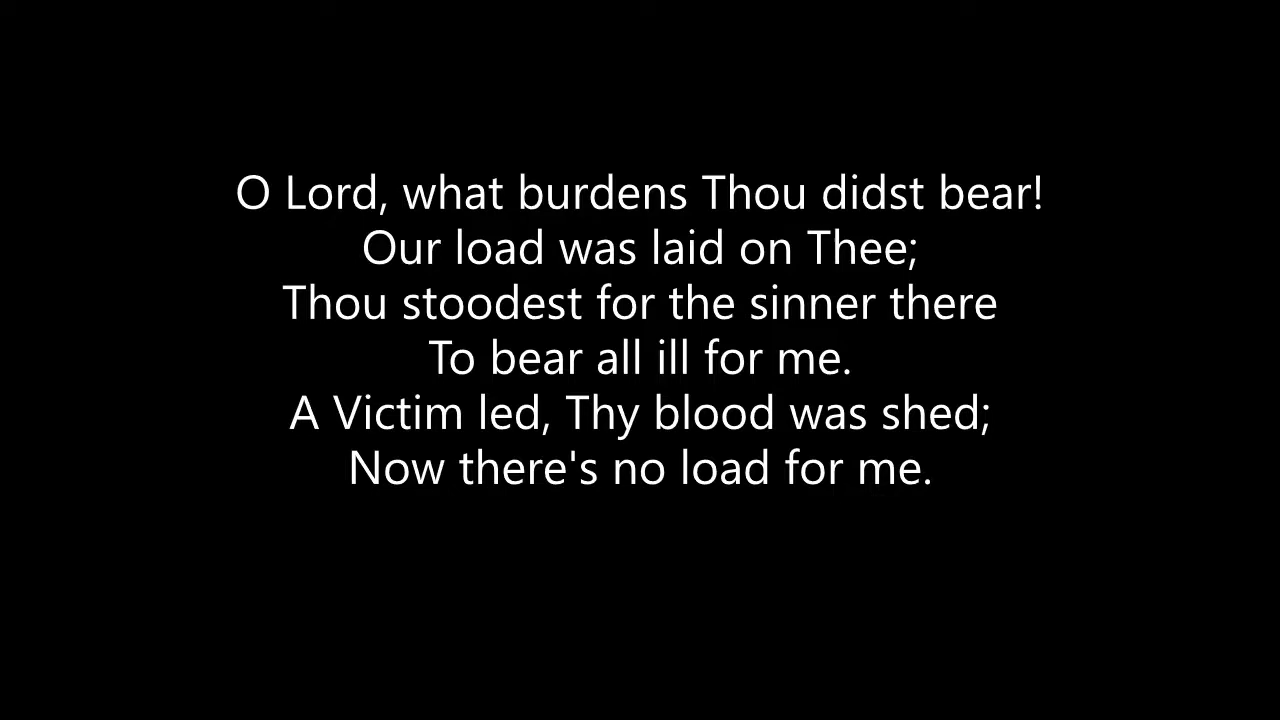 O Lord, what burdens Thou didst bear!
Our load was laid on Thee;
Thou stoodest for the sinner there
To bear all ill for me.
A Victim led, Thy blood was shed;
Now there's no load for me.